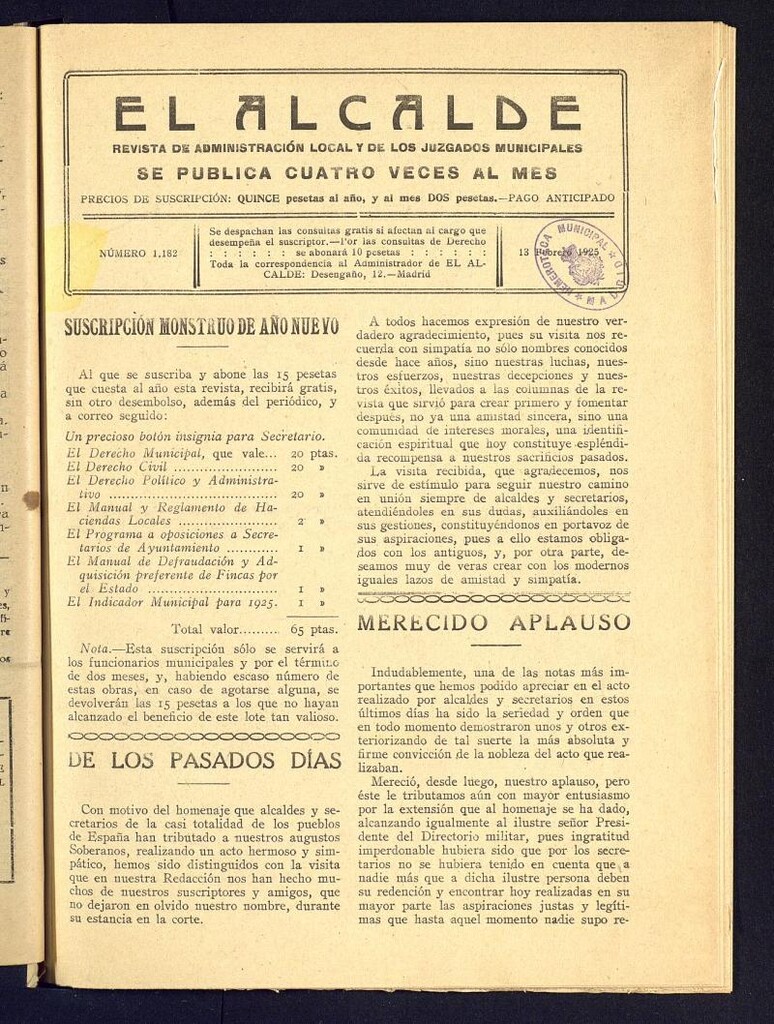 EL ALCALDE
REVISTA DE ADMINISTRACIÓN LOCAL Y DE LOS JUZGADOS MUNICIPALES
SE PUBLICA CUATRO VECES AL MES
PRECIOS DE SUSCRIPCIÓN: QUINCE pesetas al año, y al mes DOS pesetas.—PAGO ANTICIPADO
NÚMERO 1.182
Se despachan las consultas gratis si afectan al cargo que
desempeña el suscriptor.—Por las consultas de Derecho
: : : : : : se abonará 10 pesetas : : : : : :
Toda la correspondencia al Administrador de EL AL-
CALDE: Desengaño, 12.—Madrid
13 Febrero 1925
HEMEROTECA MUNICIPAL * MADRID *
SUSCRIPCIÓN MONSTRUO DE AÑO NUEVO
Al que se suscriba y abone las 15 pesetas
que cuesta al año esta revista, recibirá gratis,
sin otro desembolso, además del periódico, y
a correo seguido:
Un precioso botón insignia para Secretario.
El Derecho Municipal, que vale... 20 ptas.
El Derecho Civil ........................ 20 »
El Derecho Político y Administra-
tivo ..................................... 20 »
El Manual y Reglamento de Ha-
ciendas Locales ...................... 2 »
El Programa a oposiciones a Secre-
tarios de Ayuntamiento ............ 1 »
El Manual de Defraudación y Ad-
quisición preferente de Fincas por
el Estado .............................. 1 »
El Indicador Municipal para 1925. 1 »
Total valor......... 65 ptas.
Nota.—Esta suscripción sólo se servirá a
los funcionarios municipales y por el término
de dos meses, y, habiendo escaso número de
estas obras, en caso de agotarse alguna, se
devolverán las 15 pesetas a los que no hayan
alcanzado el beneficio de este lote tan valioso.
DE LOS PASADOS DÍAS
Con motivo del homenaje que alcaldes y se-
cretarios de la casi totalidad de los pueblos
de España han tributado a nuestros augustos
Soberanos, realizando un acto hermoso y sim-
pático, hemos sido distinguidos con la visita
que en nuestra Redacción nos han hecho mu-
chos de nuestros suscriptores y amigos, que
no dejaron en olvido nuestro nombre, durante
su estancia en la corte.
A todos hacemos expresión de nuestro ver-
dadero agradecimiento, pues su visita nos re-
cuerda con simpatía no sólo nombres conocidos
desde hace años, sino nuestras luchas, nues-
tros esfuerzos, nuestras decepciones y nues-
tros éxitos, llevados a las columnas de la re-
vista que sirvió para crear primero y fomentar
después, no ya una amistad sincera, sino una
comunidad de intereses morales, una identifi-
cación espiritual que hoy constituye espléndi-
da recompensa a nuestros sacrificios pasados.
La visita recibida, que agradecemos, nos
sirve de estímulo para seguir nuestro camino
en unión siempre de alcaldes y secretarios,
atendiéndoles en sus dudas, auxiliándoles en
sus gestiones, constituyéndonos en portavoz de
sus aspiraciones, pues a ello estamos obliga-
dos con los antiguos, y, por otra parte, de-
seamos muy de veras crear con los modernos
iguales lazos de amistad y simpatía.
MERECIDO APLAUSO
Indudablemente, una de las notas más im-
portantes que hemos podido apreciar en el acto
realizado por alcaldes y secretarios en estos
últimos días ha sido la seriedad y orden que
en todo momento demostraron unos y otros ex-
teriorizando de tal suerte la más absoluta y
firme convicción de la nobleza del acto que rea-
lizaban.
Mereció, desde luego, nuestro aplauso, pero
éste le tributamos aún con mayor entusiasmo
por la extensión que al homenaje se ha dado,
alcanzando igualmente al ilustre señor Presi-
dente del Directorio militar, pues ingratitud
imperdonable hubiera sido que por los secre-
tarios no se hubiera tenido en cuenta que a
nadie más que a dicha ilustre persona deben
su redención y encontrar hoy realizadas en su
mayor parte las aspiraciones justas y legíti-
mas que hasta aquel momento nadie supo re-